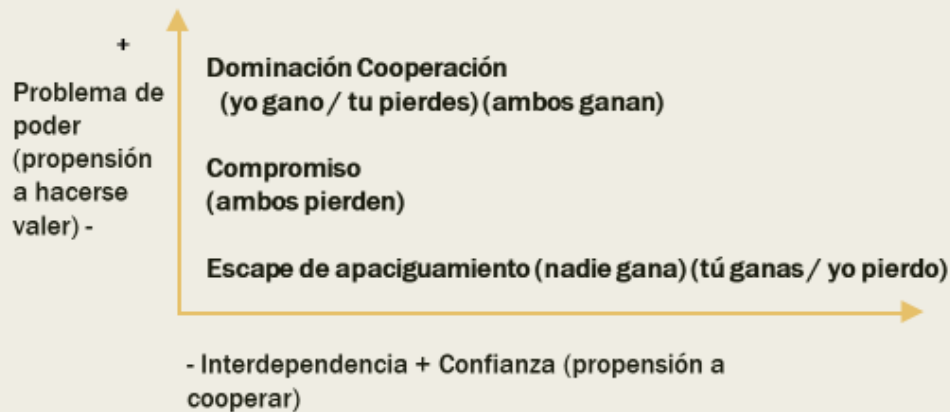 +
Problema de
poder
(propensión
a hacerse
valer) -
Dominación Cooperación
(yo gano / tu pierdes) (ambos ganan)
Compromiso
(ambos pierden)
Escape de apaciguamiento (nadie gana) (tú ganas / yo pierdo)
- Interdependencia + Confianza (propensión a
cooperar)